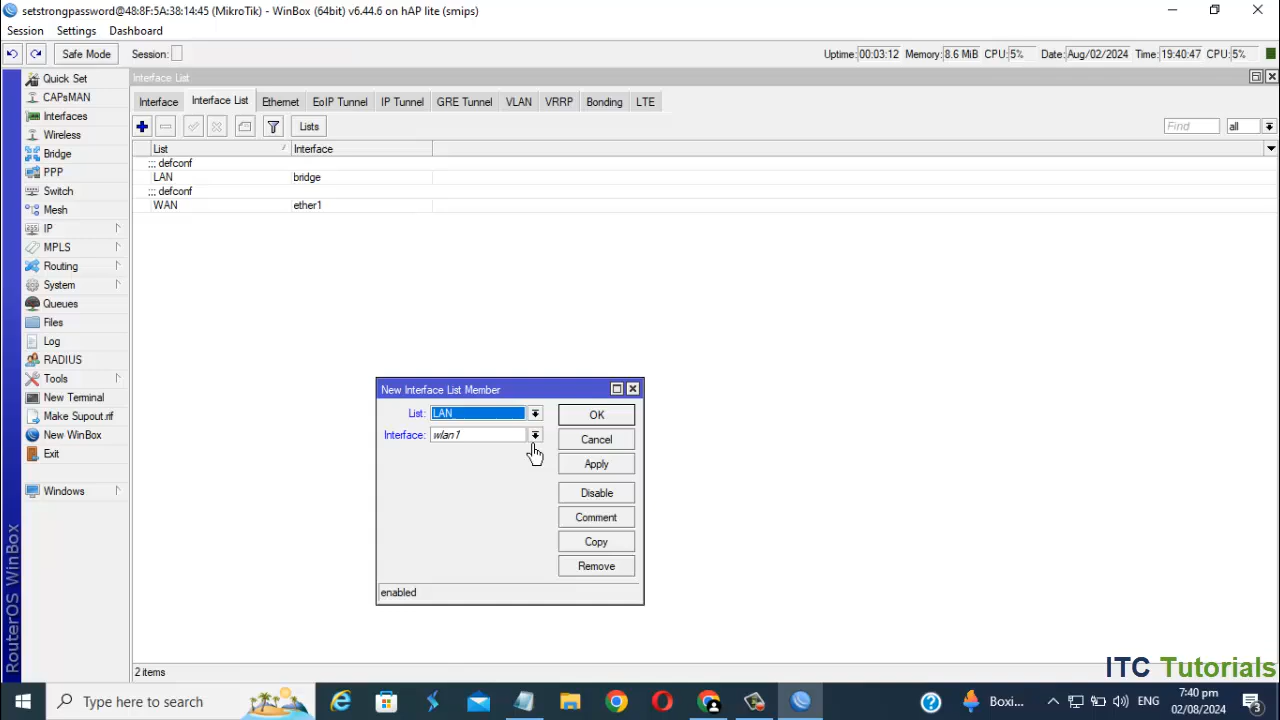 setstrongpassword@48:8F:5A:38:14:45 (MikroTik) - WinBox (64bit) v6.44.6 on hAP lite (smips)
Session Settings Dashboard
Safe Mode Session: Uptime: 00:03:12 Memory: 8.6 MiB CPU: 5% Date: Aug/02/2024 Time: 19:40:47 CPU: 5%
Quick Set
CAPsMAN
Interfaces
Wireless
Bridge
PPP
Switch
Mesh
IP
MPLS
Routing
System
Queues
Files
Log
RADIUS
Tools
New Terminal
Make Supout.rif
New WinBox
Exit
Windows
RouterOS WinBox
Interface List
Interface Interface List Ethernet EoIP Tunnel IP Tunnel GRE Tunnel VLAN VRRP Bonding LTE
Lists Find all
List Interface
;;; defconf
LAN bridge
;;; defconf
WAN ether1
New Interface List Member
List: LAN OK
Interface: wlan1 Cancel
Apply
Disable
Comment
Copy
Remove
enabled
2 items
ITC Tutorials
Type here to search Boxi... ENG 7:40 pm
02/08/2024 3